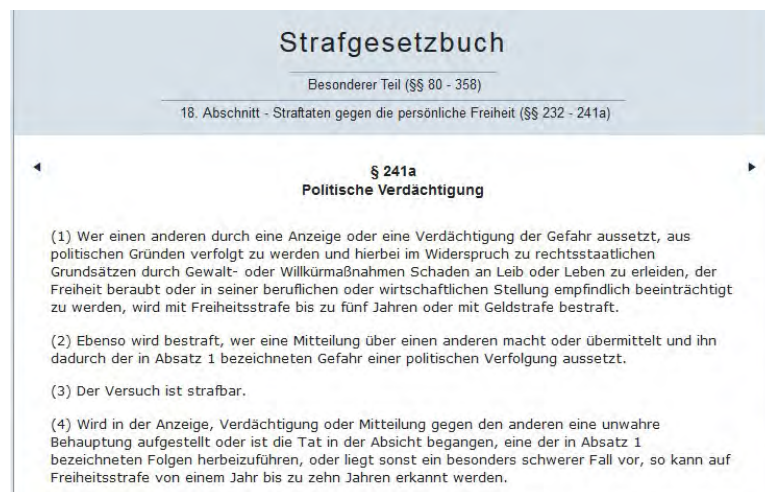 Strafgesetzbuch
Besonderer Teil (§§ 80 - 358)
18. Abschnitt - Straftaten gegen die persönliche Freiheit (§§ 232 - 241a)
§ 241a
Politische Verdächtigung
(1) Wer einen anderen durch eine Anzeige oder eine Verdächtigung der Gefahr aussetzt, aus
politischen Gründen verfolgt zu werden und hierbei im Widerspruch zu rechtsstaatlichen
Grundsätzen durch Gewalt- oder Willkürmaßnahmen Schaden an Leib oder Leben zu erleiden, der
Freiheit beraubt oder in seiner beruflichen oder wirtschaftlichen Stellung empfindlich beeinträchtigt
zu werden, wird mit Freiheitsstrafe bis zu fünf Jahren oder mit Geldstrafe bestraft.
(2) Ebenso wird bestraft, wer eine Mitteilung über einen anderen macht oder übermittelt und ihn
dadurch der in Absatz 1 bezeichneten Gefahr einer politischen Verfolgung aussetzt.
(3) Der Versuch ist strafbar.
(4) Wird in der Anzeige, Verdächtigung oder Mitteilung gegen den anderen eine unwahre
Behauptung aufgestellt oder ist die Tat in der Absicht begangen, eine der in Absatz 1
bezeichneten Folgen herbeizuführen, oder liegt sonst ein besonders schwerer Fall vor, so kann auf
Freiheitsstrafe von einem Jahr bis zu zehn Jahren erkannt werden.